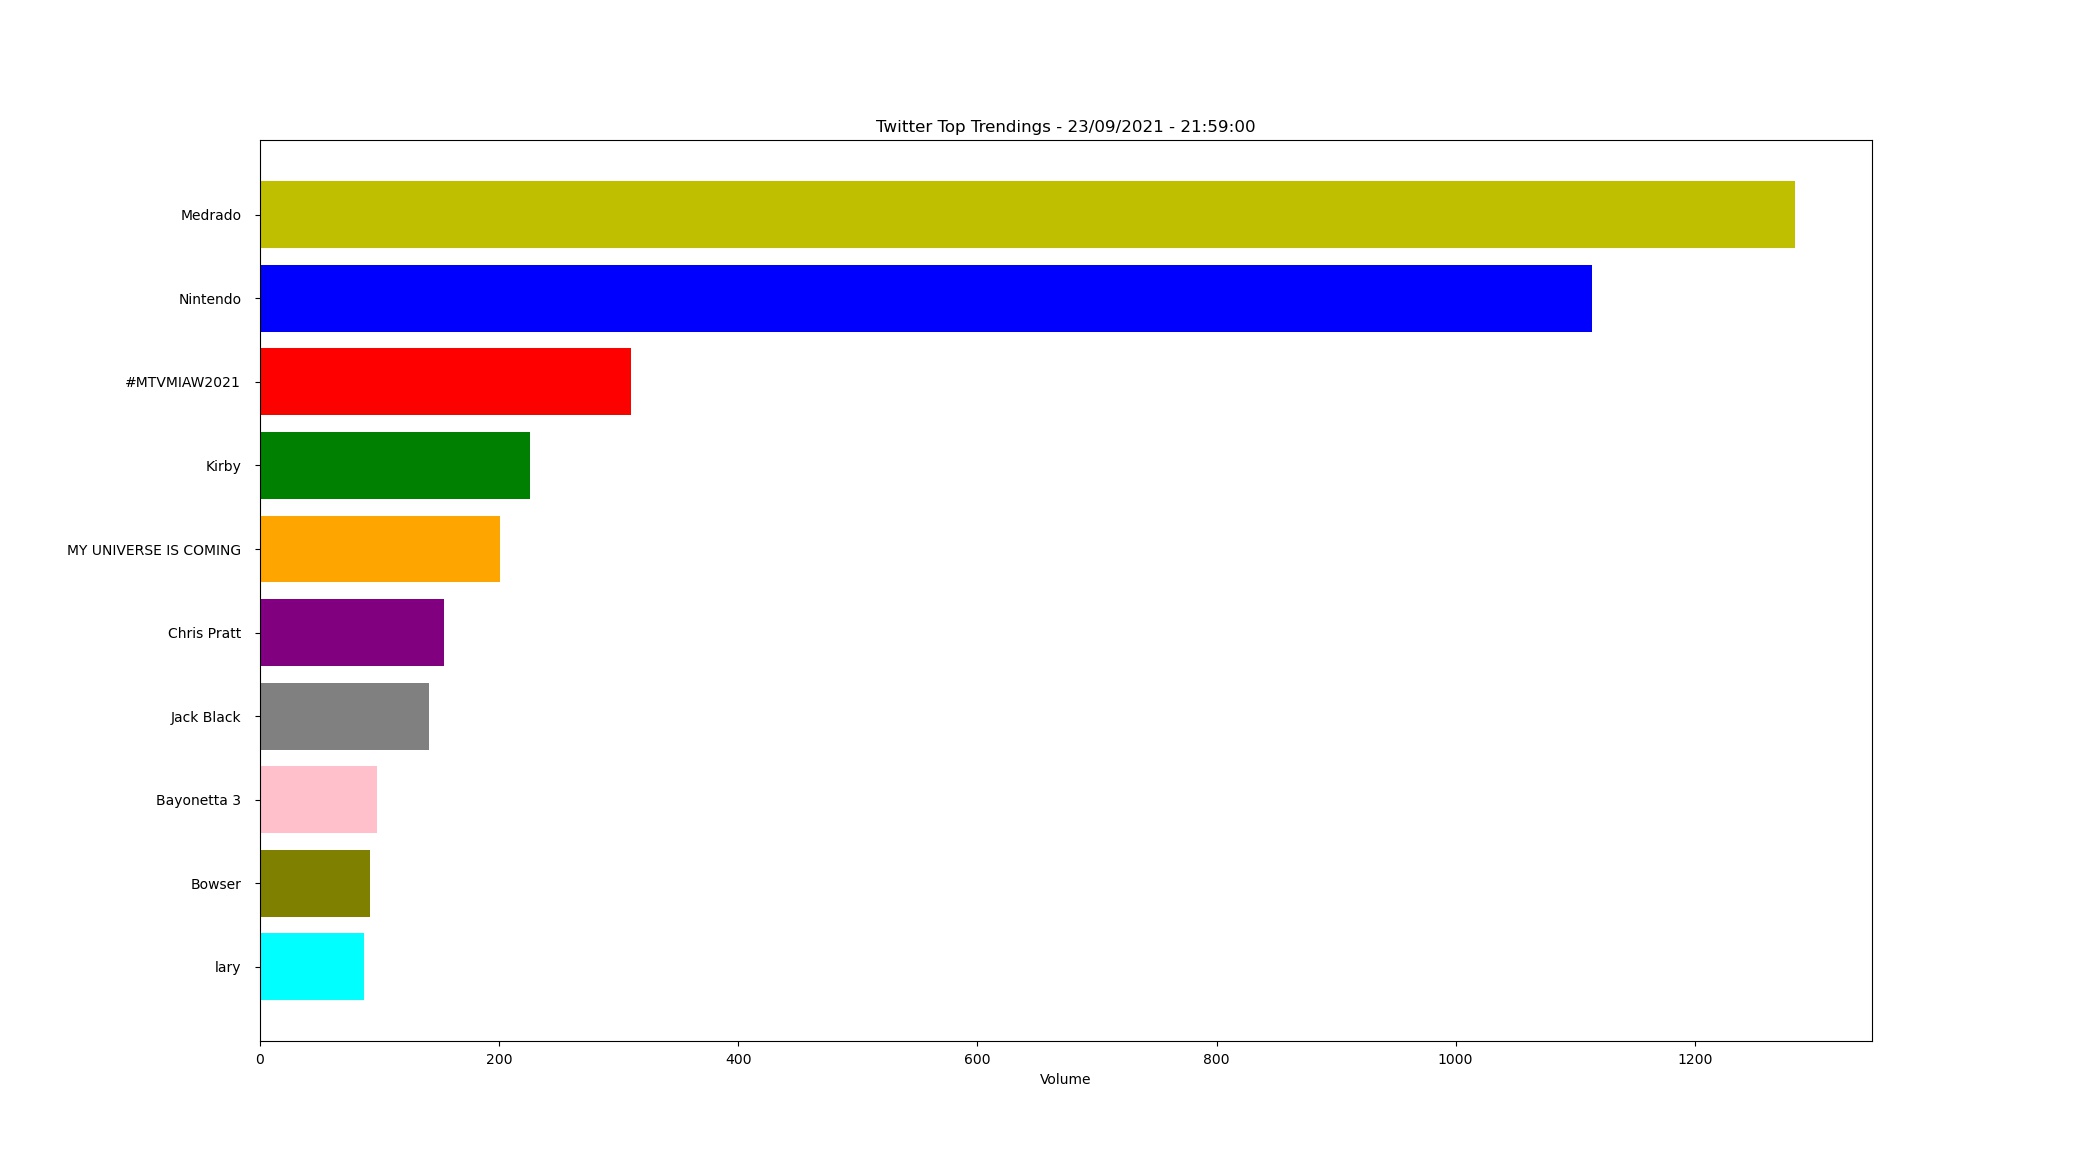 Twitter Top Trendings - 23/09/2021 - 21:59:00
Medrado
Nintendo
#MTVMIAW2021
Kirby
MY UNIVERSE IS COMING
Chris Pratt
Jack Black
Bayonetta 3
Bowser
lary
0 200 400 600 800 1000 1200
Volume